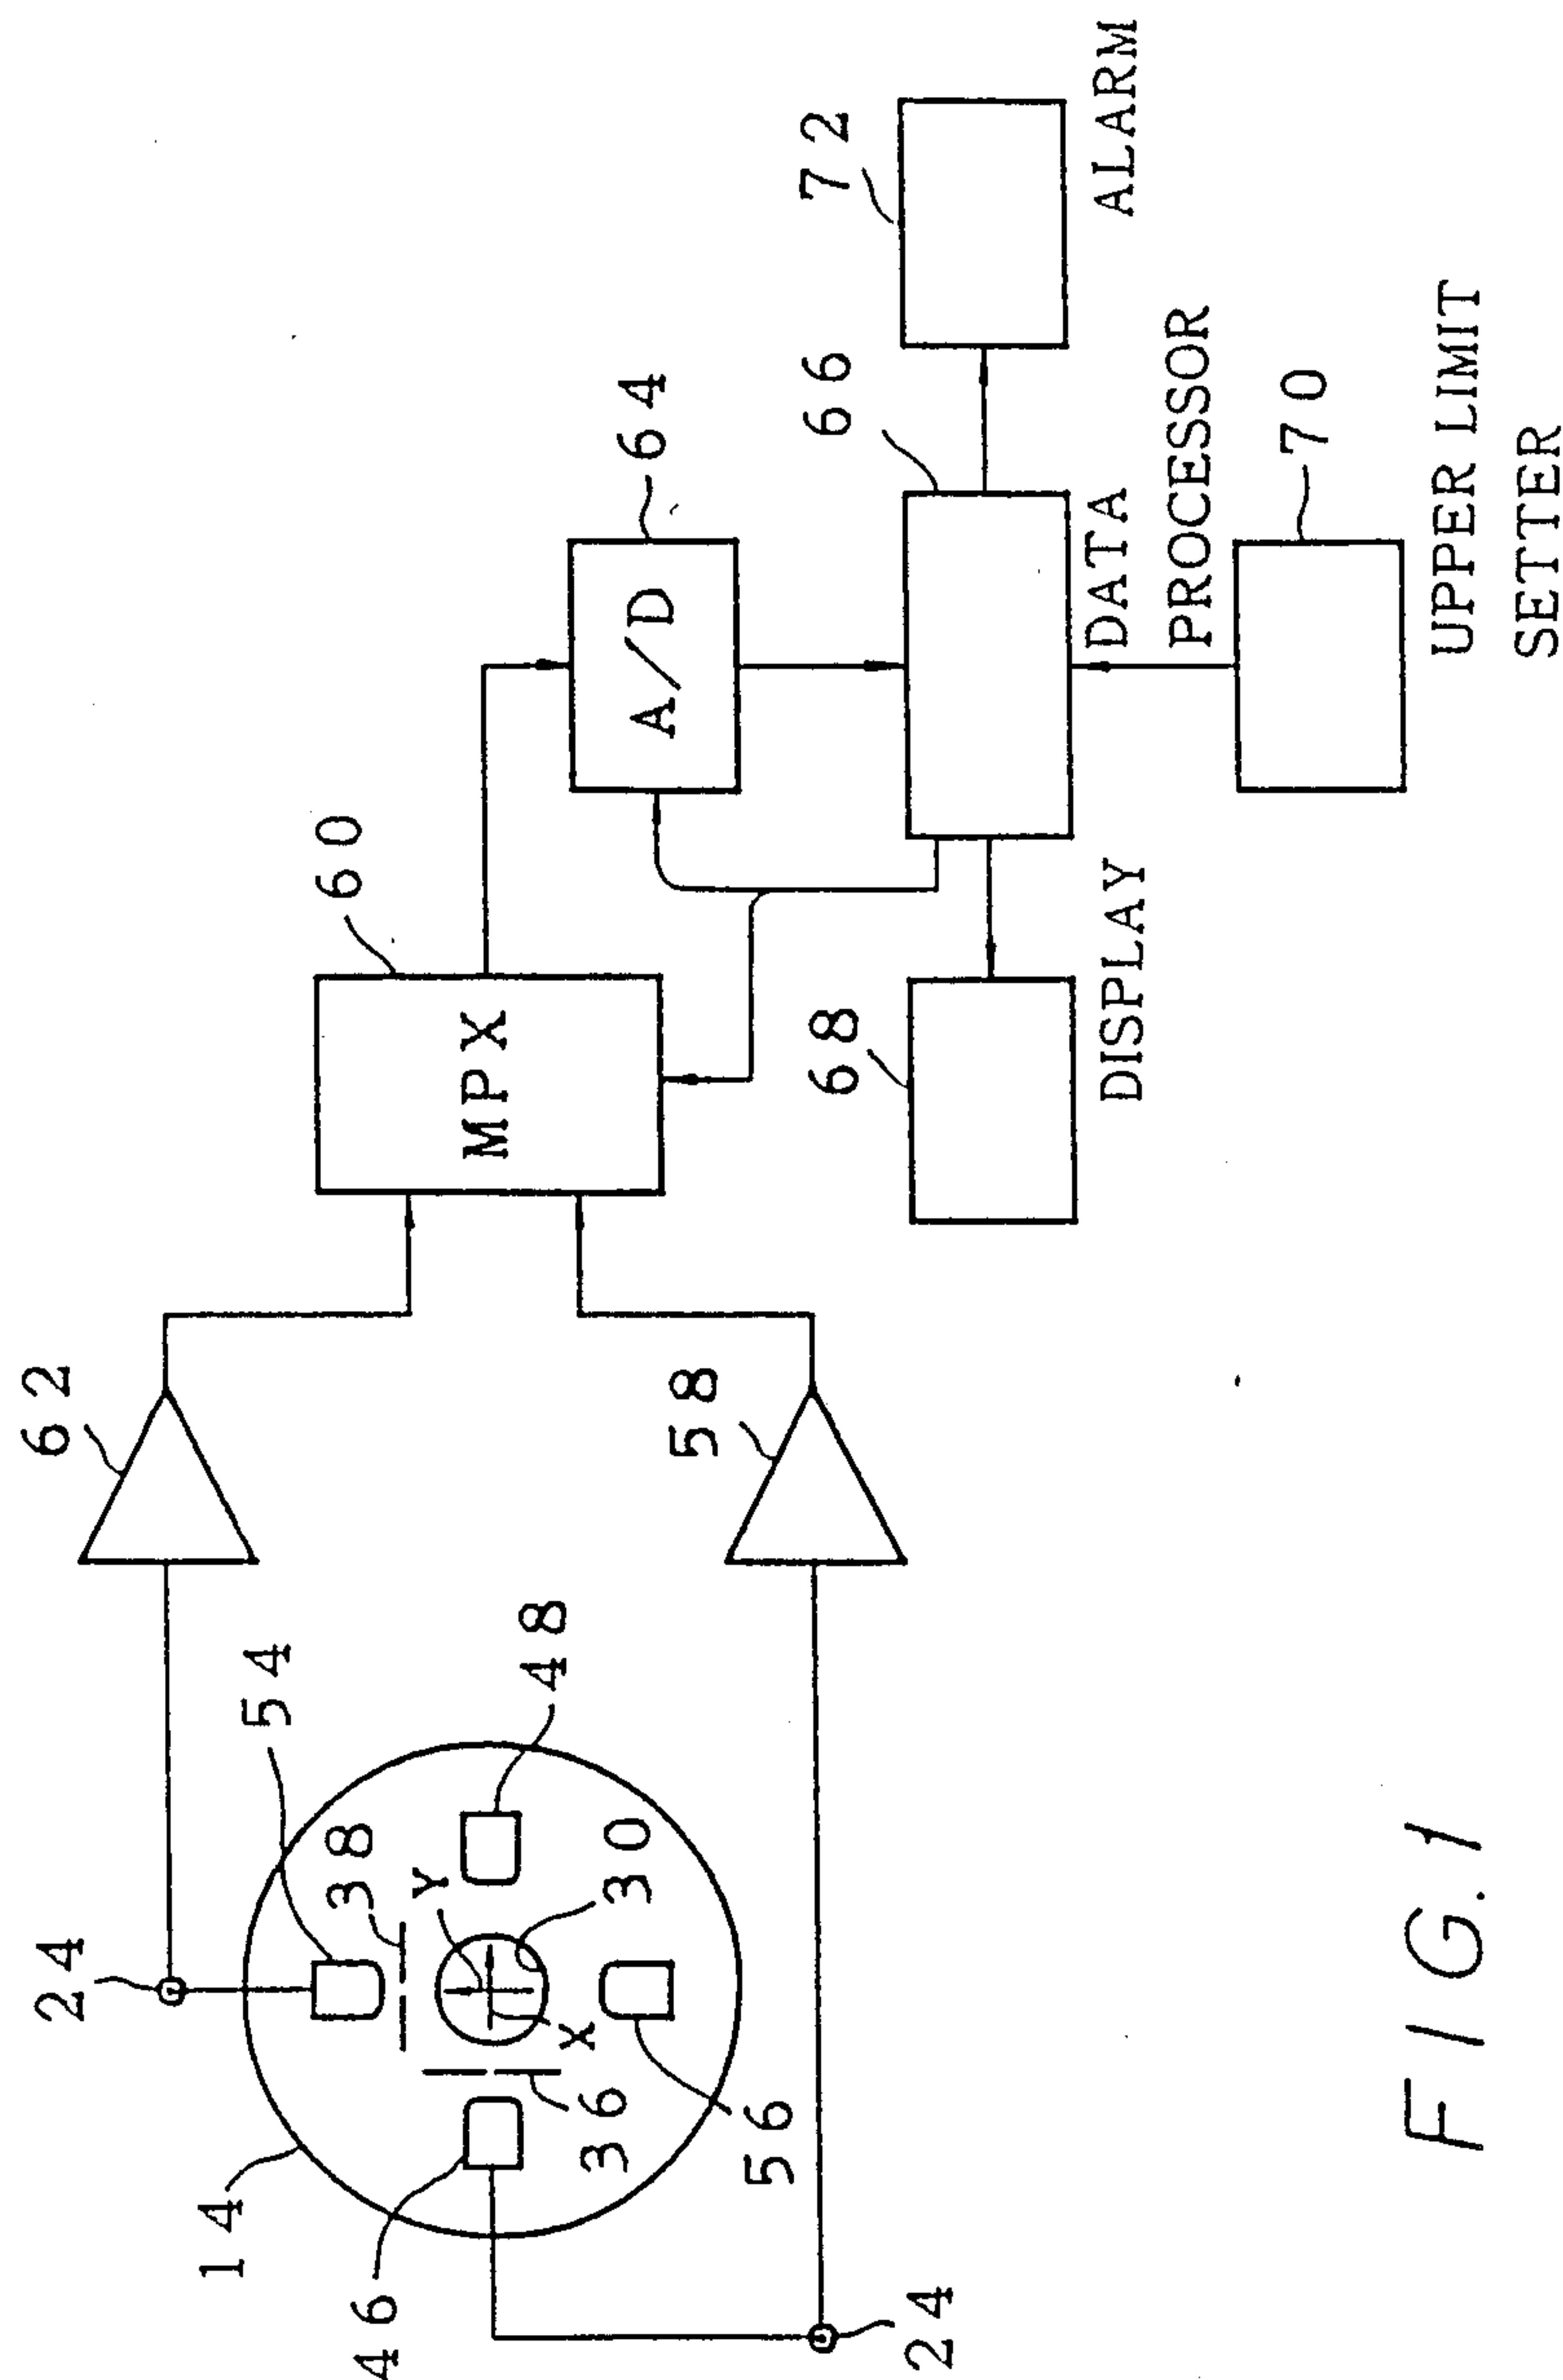 24
62
14
54
38
46
Y
48
X
30
36
56
24
58
60
MPX
64
A/D
72
66
68
ALARM
DATA
PROCESSOR
DISPLAY
70
UPPER LIMIT
SETTER
FIG.1